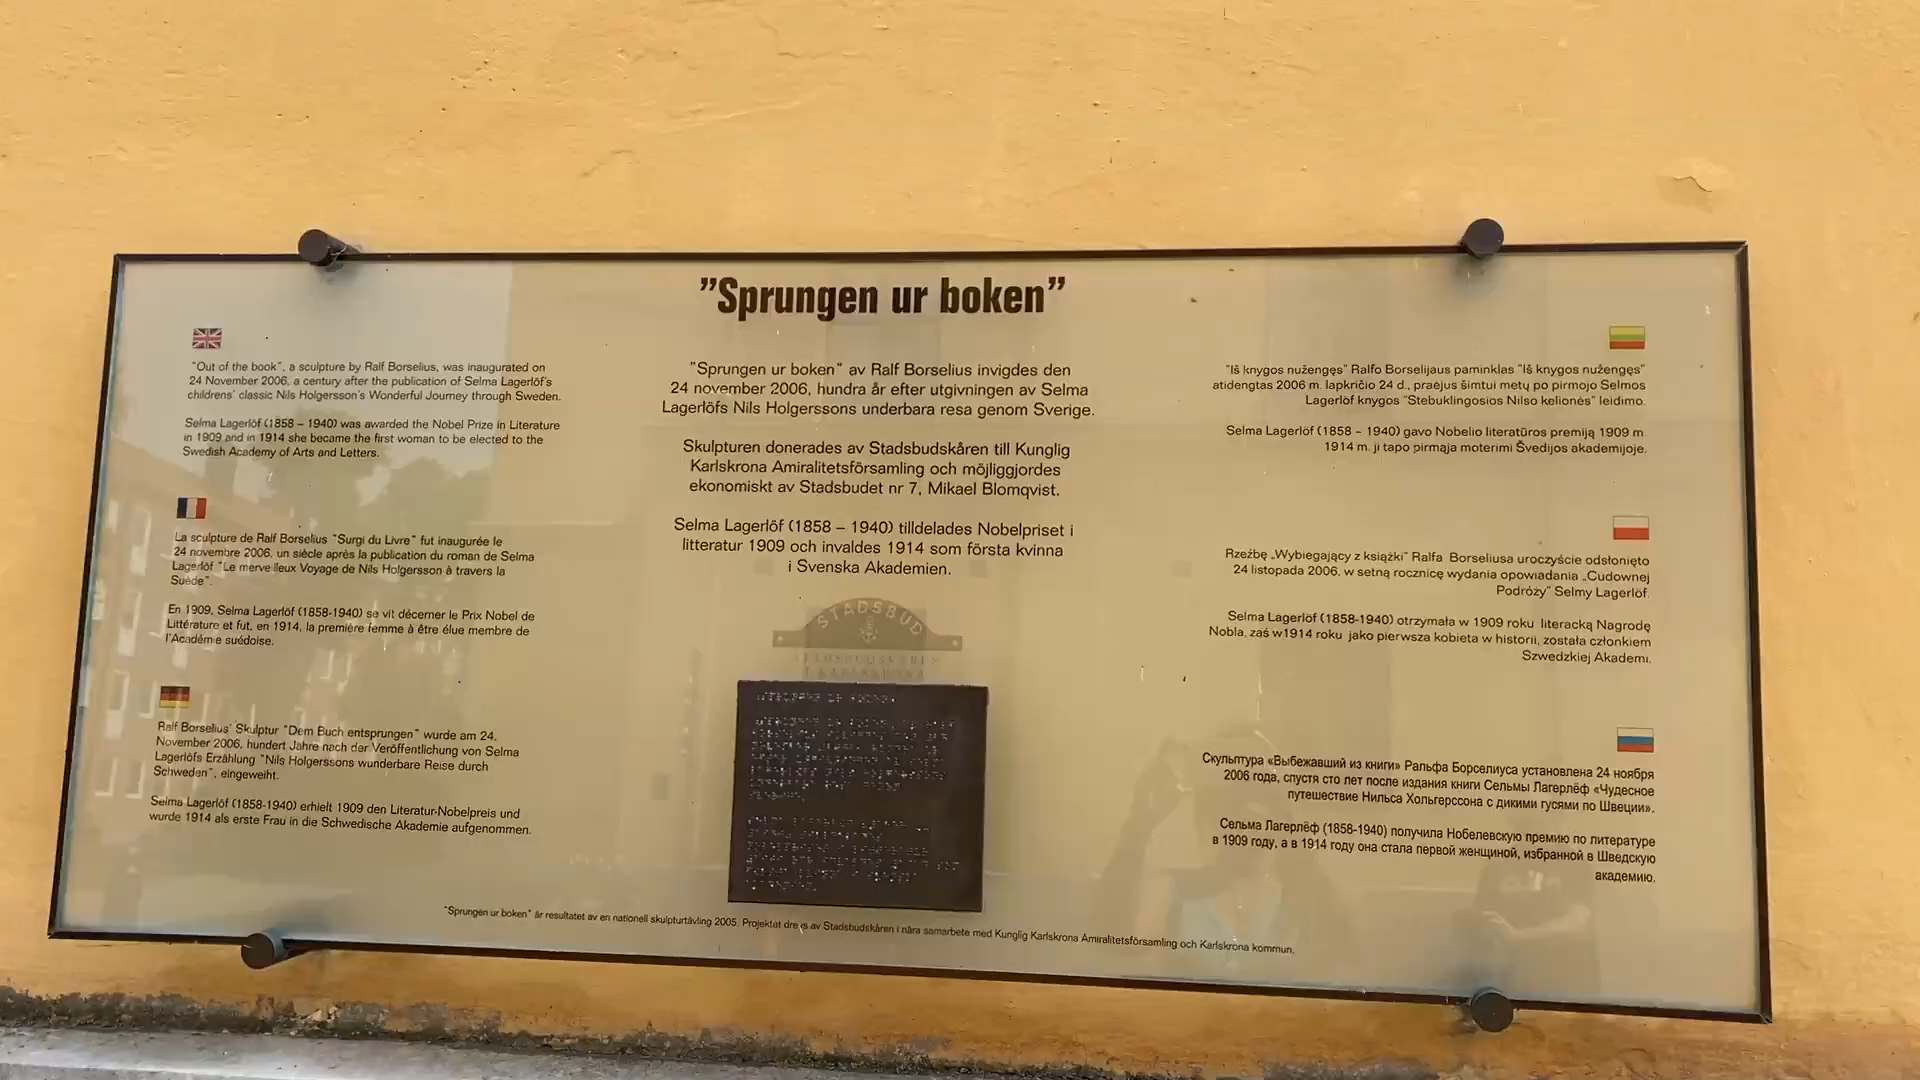 "Sprungen ur boken"
"Out of the book", a sculpture by Ralf Borselius, was inaugurated on
24 November 2006, a century after the publication of Selma Lagerlöf's
childrens' classic Nils Holgersson's Wonderful Journey through Sweden.
Selma Lagerlöf (1858 – 1940) was awarded the Nobel Prize in Literature
in 1909 and in 1914 she became the first woman to be elected to the
Swedish Academy of Arts and Letters.
La sculpture de Ralf Borselius "Surgi du Livre" fut inaugurée le
24 novembre 2006, un siècle après la publication du roman de Selma
Lagerlöf "Le merveilleux Voyage de Nils Holgersson à travers la
Suède".
En 1909, Selma Lagerlöf (1858-1940) se vit décerner le Prix Nobel de
Littérature et fut, en 1914, la première femme à être élue membre de
l'Académie suédoise.
Ralf Borselius' Skulptur "Dem Buch entsprungen" wurde am 24.
November 2006, hundert Jahre nach der Veröffentlichung von Selma
Lagerlöfs Erzählung "Nils Holgerssons wunderbare Reise durch
Schweden", eingeweiht.
Selma Lagerlöf (1858-1940) erhielt 1909 den Literatur-Nobelpreis und
wurde 1914 als erste Frau in die Schwedische Akademie aufgenommen.
"Sprungen ur boken" av Ralf Borselius invigdes den
24 november 2006, hundra år efter utgivningen av Selma
Lagerlöfs Nils Holgerssons underbara resa genom Sverige.
Skulpturen donerades av Stadsbudskåren till Kunglig
Karlskrona Amiralitetsförsamling och möjliggjordes
ekonomiskt av Stadsbudet nr 7, Mikael Blomqvist.
Selma Lagerlöf (1858 – 1940) tilldelades Nobelpriset i
litteratur 1909 och invaldes 1914 som första kvinna
i Svenska Akademien.
STADSBUD
STADSBUDSKÅREN
I KARLSKRONA
"Iš knygos nužengęs" Ralfo Borselijaus paminklas "Iš knygos nužengęs"
atidengtas 2006 m. lapkričio 24 d., praėjus šimtui metų po pirmojo Selmos
Lagerlöf knygos "Stebuklingosios Nilso kelionės" leidimo.
Selma Lagerlöf (1858 – 1940) gavo Nobelio literatūros premiją 1909 m.
1914 m. ji tapo pirmąja moterimi Švedijos akademijoje.
Rzeźbę „Wybiegający z książki" Ralfa Borseliusa uroczyście odsłonięto
24 listopada 2006, w setną rocznicę wydania opowiadania „Cudownej
Podróży" Selmy Lagerlöf.
Selma Lagerlöf (1858-1940) otrzymała w 1909 roku literacką Nagrodę
Nobla, zaś w1914 roku jako pierwsza kobieta w historii, została członkiem
Szwedzkiej Akademi.
Скульптура «Выбежавший из книги» Ральфа Борселиуса установлена 24 ноября
2006 года, спустя сто лет после издания книги Сельмы Лагерлёф «Чудесное
путешествие Нильса Хольгерссона с дикими гусями по Швеции».
Сельма Лагерлёф (1858-1940) получила Нобелевскую премию по литературе
в 1909 году, а в 1914 году она стала первой женщиной, избранной в Шведскую
академию.
"Sprungen ur boken" är resultatet av en nationell skulpturtävling 2005. Projektet drevs av Stadsbudskåren i nära samarbete med Kunglig Karlskrona Amiralitetsförsamling och Karlskrona kommun.